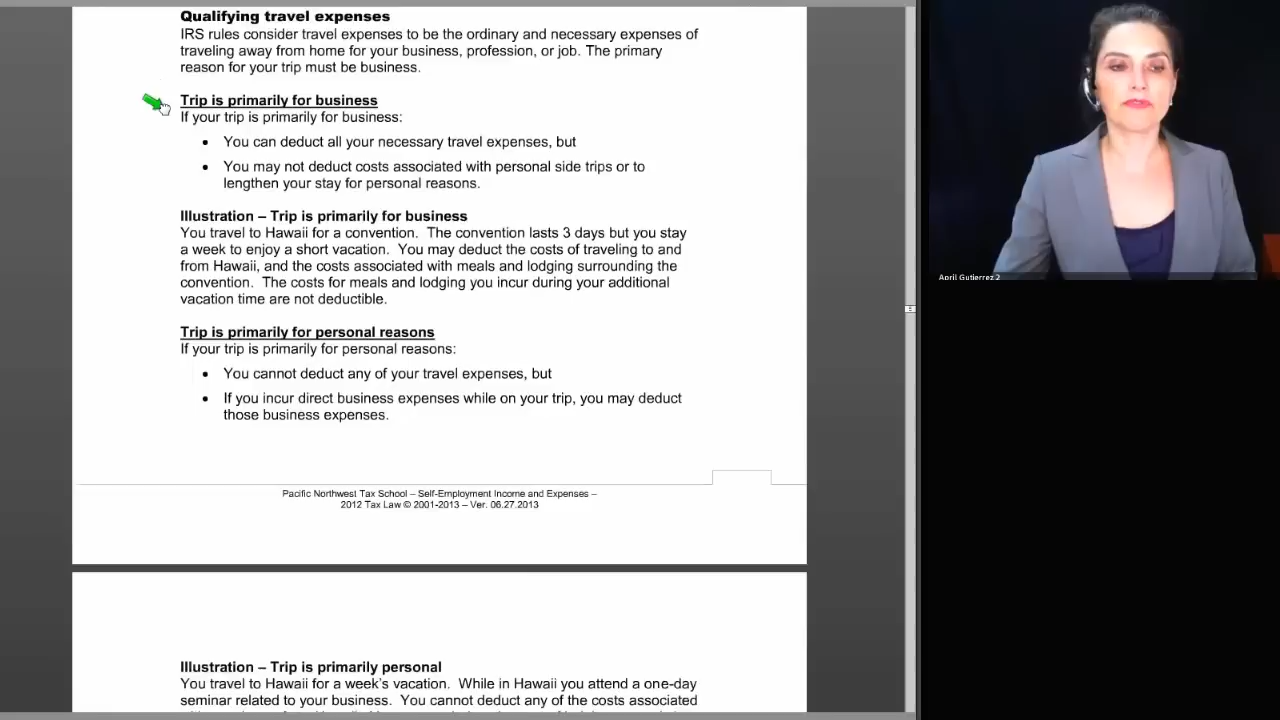 Qualifying travel expenses
IRS rules consider travel expenses to be the ordinary and necessary expenses of
traveling away from home for your business, profession, or job. The primary
reason for your trip must be business.
Trip is primarily for business
If your trip is primarily for business:
• You can deduct all your necessary travel expenses, but
• You may not deduct costs associated with personal side trips or to
lengthen your stay for personal reasons.
Illustration – Trip is primarily for business
You travel to Hawaii for a convention. The convention lasts 3 days but you stay
a week to enjoy a short vacation. You may deduct the costs of traveling to and
from Hawaii, and the costs associated with meals and lodging surrounding the
convention. The costs for meals and lodging you incur during your additional
vacation time are not deductible.
Trip is primarily for personal reasons
If your trip is primarily for personal reasons:
• You cannot deduct any of your travel expenses, but
• If you incur direct business expenses while on your trip, you may deduct
those business expenses.
Pacific Northwest Tax School – Self-Employment Income and Expenses –
2012 Tax Law © 2001-2013 – Ver. 06.27.2013
Illustration – Trip is primarily personal
You travel to Hawaii for a week's vacation. While in Hawaii you attend a one-day
seminar related to your business. You cannot deduct any of the costs associated
April Gutierrez 2